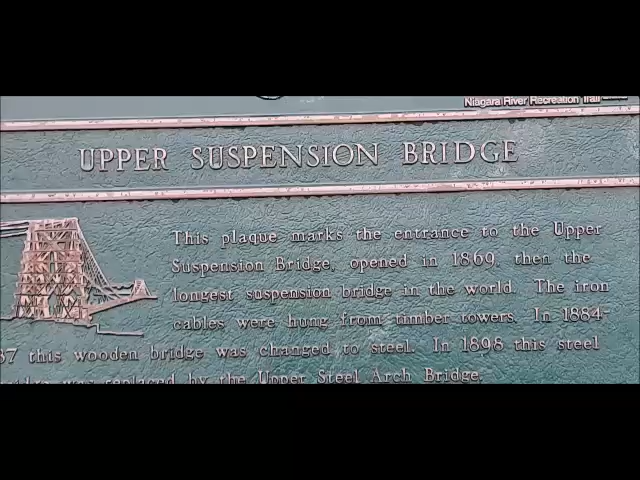 Niagara River Recreation Trail
UPPER SUSPENSION BRIDGE
This plaque marks the entrance to the Upper
Suspension Bridge, opened in 1869, then the
longest suspension bridge in the world. The iron
cables were hung from timber towers. In 1884-
87 this wooden bridge was changed to steel. In 1898 this steel
was replaced by the Upper Steel Arch Bridge.